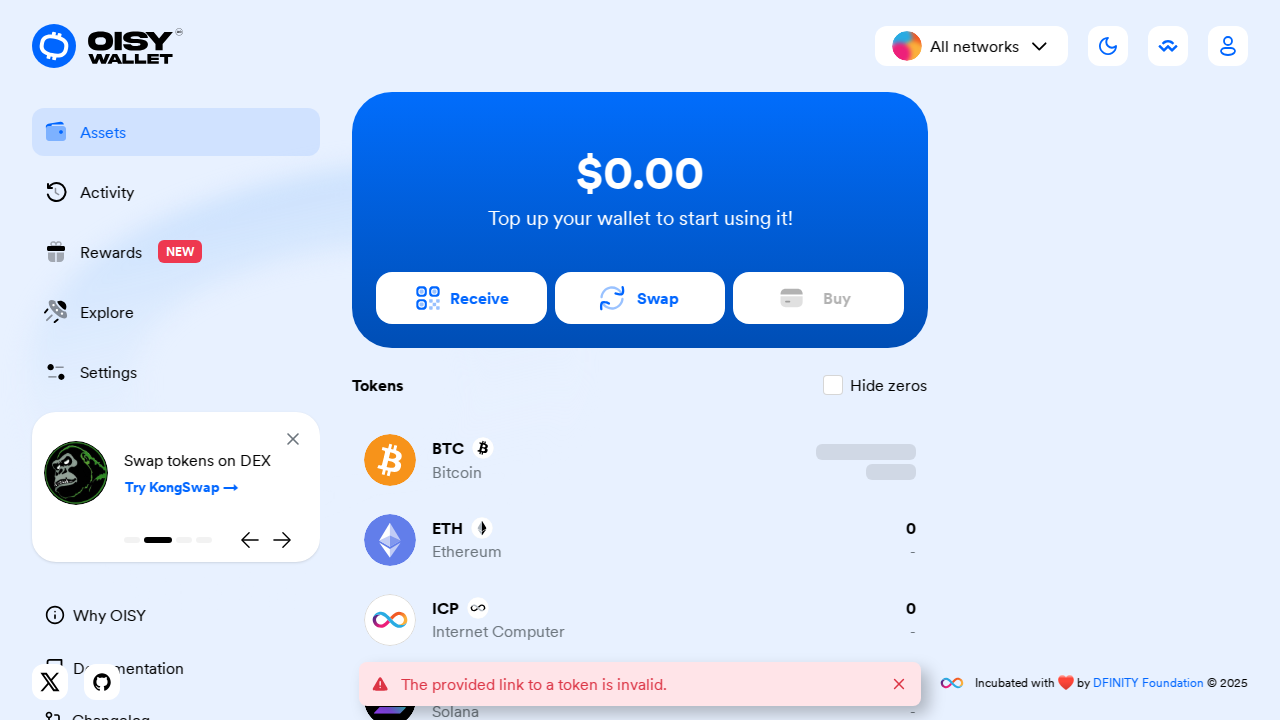 OISY
WALLET
All networks
Assets
Activity
Rewards NEW
Explore
Settings
Swap tokens on DEX
Try KongSwap →
Why OISY
Documentation
Changelog
$0.00
Top up your wallet to start using it!
Receive
Swap
Buy
Tokens
Hide zeros
BTC
Bitcoin
ETH
0
Ethereum
-
ICP
0
Internet Computer
-
The provided link to a token is invalid.
Solana
-
Incubated with ❤️ by DFINITY Foundation © 2025